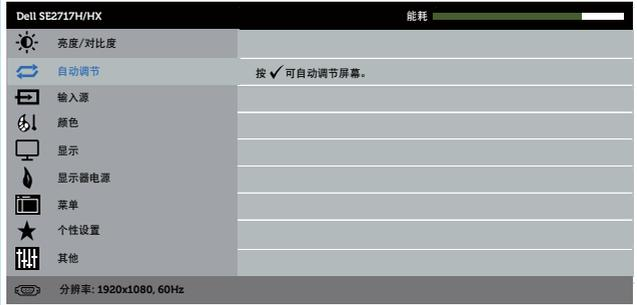 Dell SE2717H/HX 能耗
亮度/对比度
自动调节 按 ✓ 可自动调节屏幕。
输入源
颜色
显示
显示器电源
菜单
个性设置
其他
分辨率: 1920x1080, 60Hz